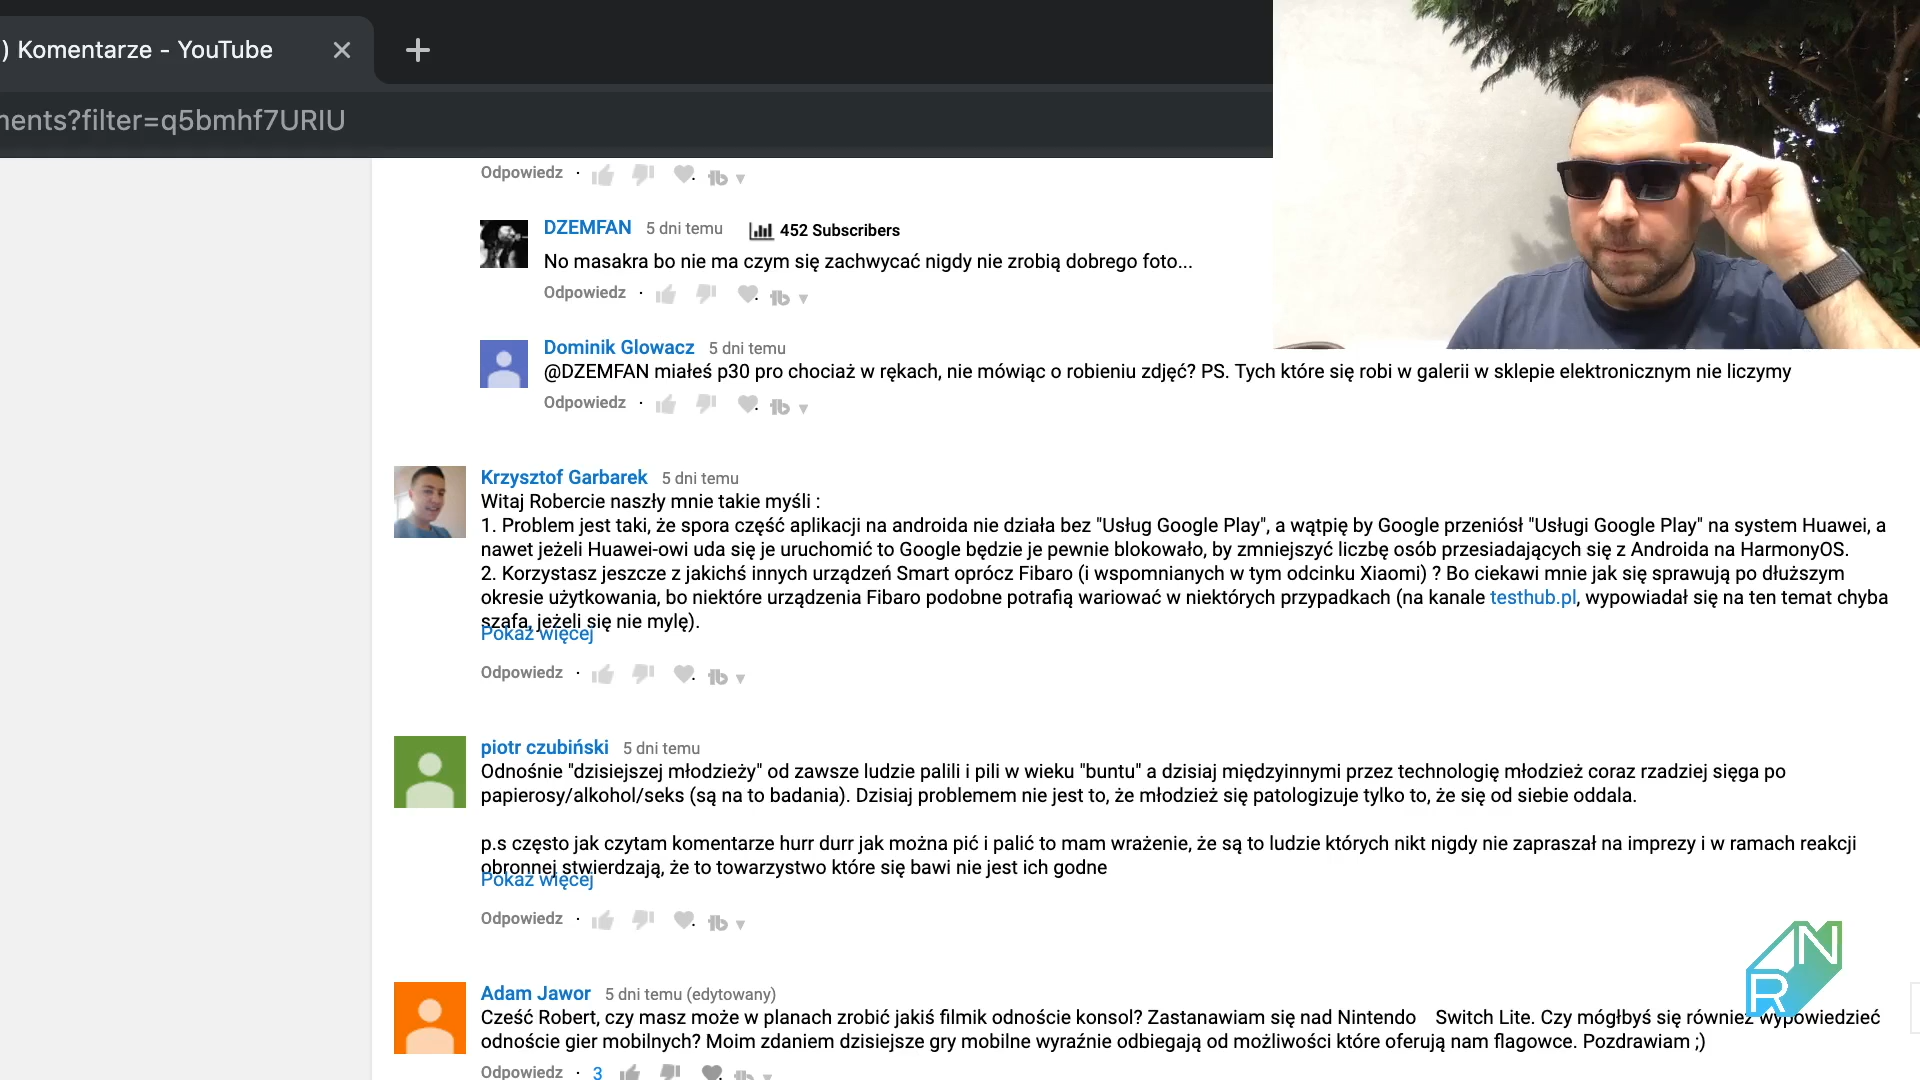 ) Komentarze - YouTube
nents?filter=q5bmhf7URIU
Odpowiedz
DZEMFAN 5 dni temu 452 Subscribers
No masakra bo nie ma czym się zachwycać nigdy nie zrobią dobrego foto...
Odpowiedz
Dominik Glowacz 5 dni temu
@DZEMFAN miałeś p30 pro chociaż w rękach, nie mówiąc o robieniu zdjęć? PS. Tych które się robi w galerii w sklepie elektronicznym nie liczymy
Odpowiedz
Krzysztof Garbarek 5 dni temu
Witaj Robercie naszły mnie takie myśli :
1. Problem jest taki, że spora część aplikacji na androida nie działa bez "Usług Google Play", a wątpię by Google przeniósł "Usługi Google Play" na system Huawei, a
nawet jeżeli Huawei-owi uda się je uruchomić to Google będzie je pewnie blokowało, by zmniejszyć liczbę osób przesiadających się z Androida na HarmonyOS.
2. Korzystasz jeszcze z jakichś innych urządzeń Smart oprócz Fibaro (i wspomnianych w tym odcinku Xiaomi) ? Bo ciekawi mnie jak się sprawują po dłuższym
okresie użytkowania, bo niektóre urządzenia Fibaro podobne potrafią wariować w niektórych przypadkach (na kanale testhub.pl, wypowiadał się na ten temat chyba
szafa, jeżeli się nie mylę).
Pokaż więcej
Odpowiedz
piotr czubiński 5 dni temu
Odnośnie "dzisiejszej młodzieży" od zawsze ludzie palili i pili w wieku "buntu" a dzisiaj międzyinnymi przez technologię młodzież coraz rzadziej sięga po
papierosy/alkohol/seks (są na to badania). Dzisiaj problemem nie jest to, że młodzież się patologizuje tylko to, że się od siebie oddala.
p.s często jak czytam komentarze hurr durr jak można pić i palić to mam wrażenie, że są to ludzie których nikt nigdy nie zapraszał na imprezy i w ramach reakcji
obronnej stwierdzają, że to towarzystwo które się bawi nie jest ich godne
Pokaż więcej
Odpowiedz
N
R
Adam Jawor 5 dni temu (edytowany)
Cześć Robert, czy masz może w planach zrobić jakiś filmik odnoście konsol? Zastanawiam się nad Nintendo Switch Lite. Czy mógłbyś się również wypowiedzieć
odnoście gier mobilnych? Moim zdaniem dzisiejsze gry mobilne wyraźnie odbiegają od możliwości które oferują nam flagowce. Pozdrawiam ;)
Odpowiedz 3